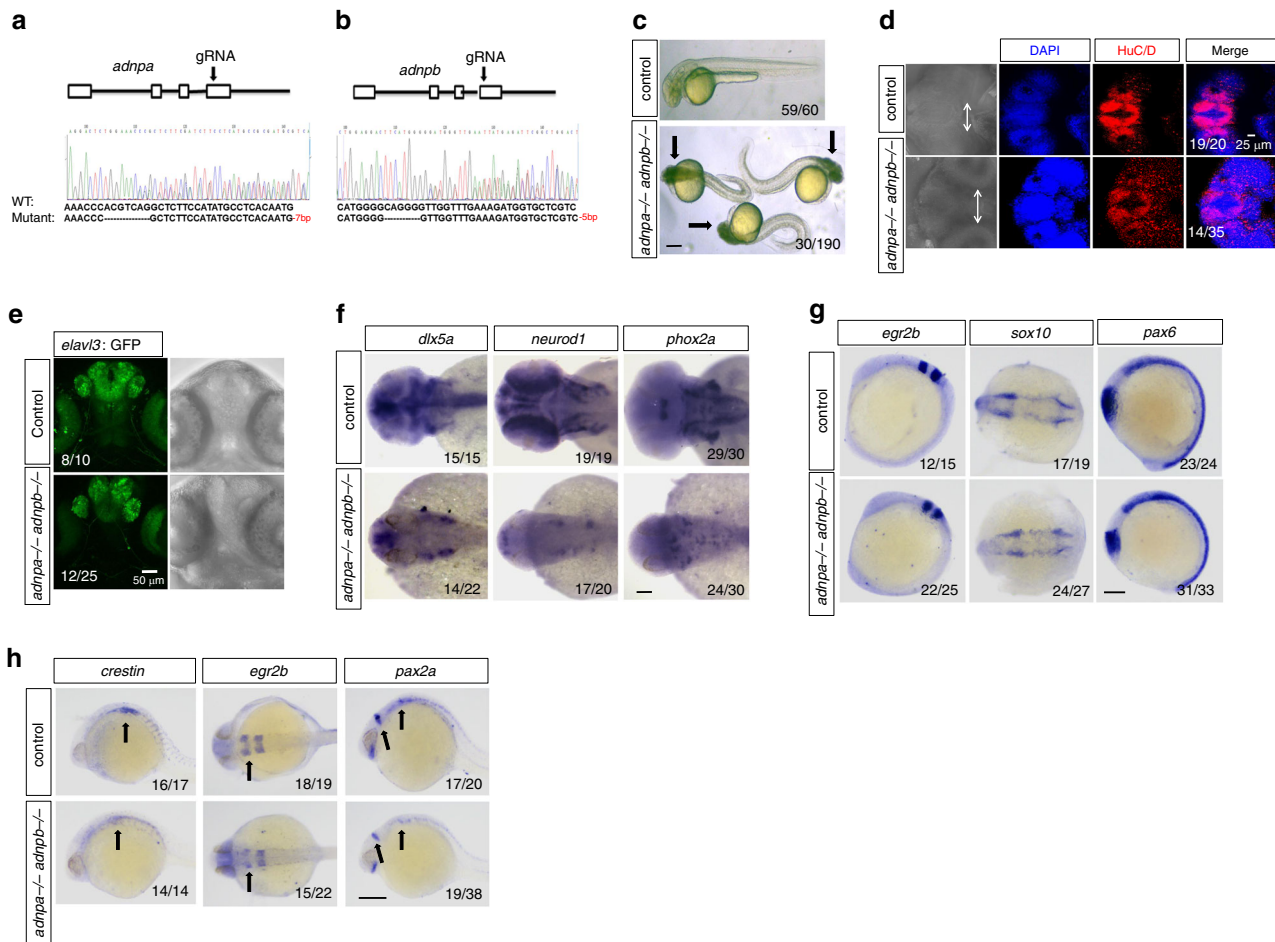 a
gRNA
adnpa
WT: AAACCCACGTCAGGCTCTTCCATATGCCTCACAATG
Mutant: AAACCC------------GCTCTTCCATATGCCTCACAATG-7bp
b
gRNA
adnpb
CATGGGGCAGGGGTTGGTTTGAAAGATGGTGCTCGTC
CATGGGG-----------GTTGGTTTGAAAGATGGTGCTCGTC-5bp
c
control
59/60
adnpa–/– adnpb–/–
30/190
d
DAPI HuC/D Merge
control
19/20
25 μm
adnpa–/– adnpb–/–
14/35
e
elavl3: GFP
Control
8/10
adnpa–/– adnpb–/–
12/25
50 μm
f
dlx5a neurod1 phox2a
control
15/15 19/19 29/30
adnpa–/– adnpb–/–
14/22 17/20 24/30
g
egr2b sox10 pax6
control
12/15 17/19 23/24
adnpa–/– adnpb–/–
22/25 24/27 31/33
h
crestin egr2b pax2a
control
16/17 18/19 17/20
adnpa–/– adnpb–/–
14/14 15/22 19/38